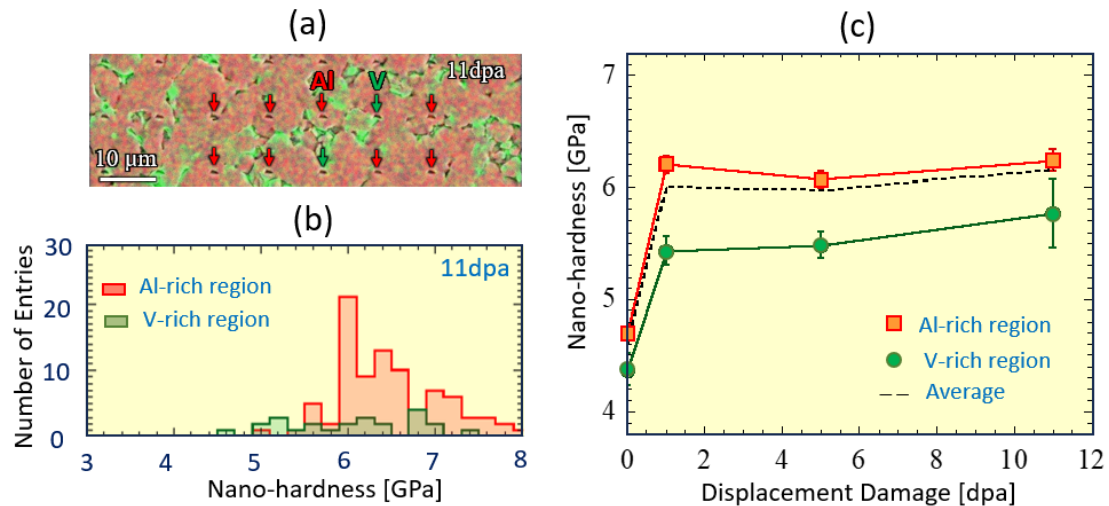 (a)
11dpa
Al V
10 μm
(b)
30
20
10
0
Number of Entries
11dpa
Al-rich region
V-rich region
3 4 5 6 7 8
Nano-hardness [GPa]
(c)
7
6
5
4
Nano-hardness [GPa]
Al-rich region
V-rich region
Average
0 2 4 6 8 10 12
Displacement Damage [dpa]